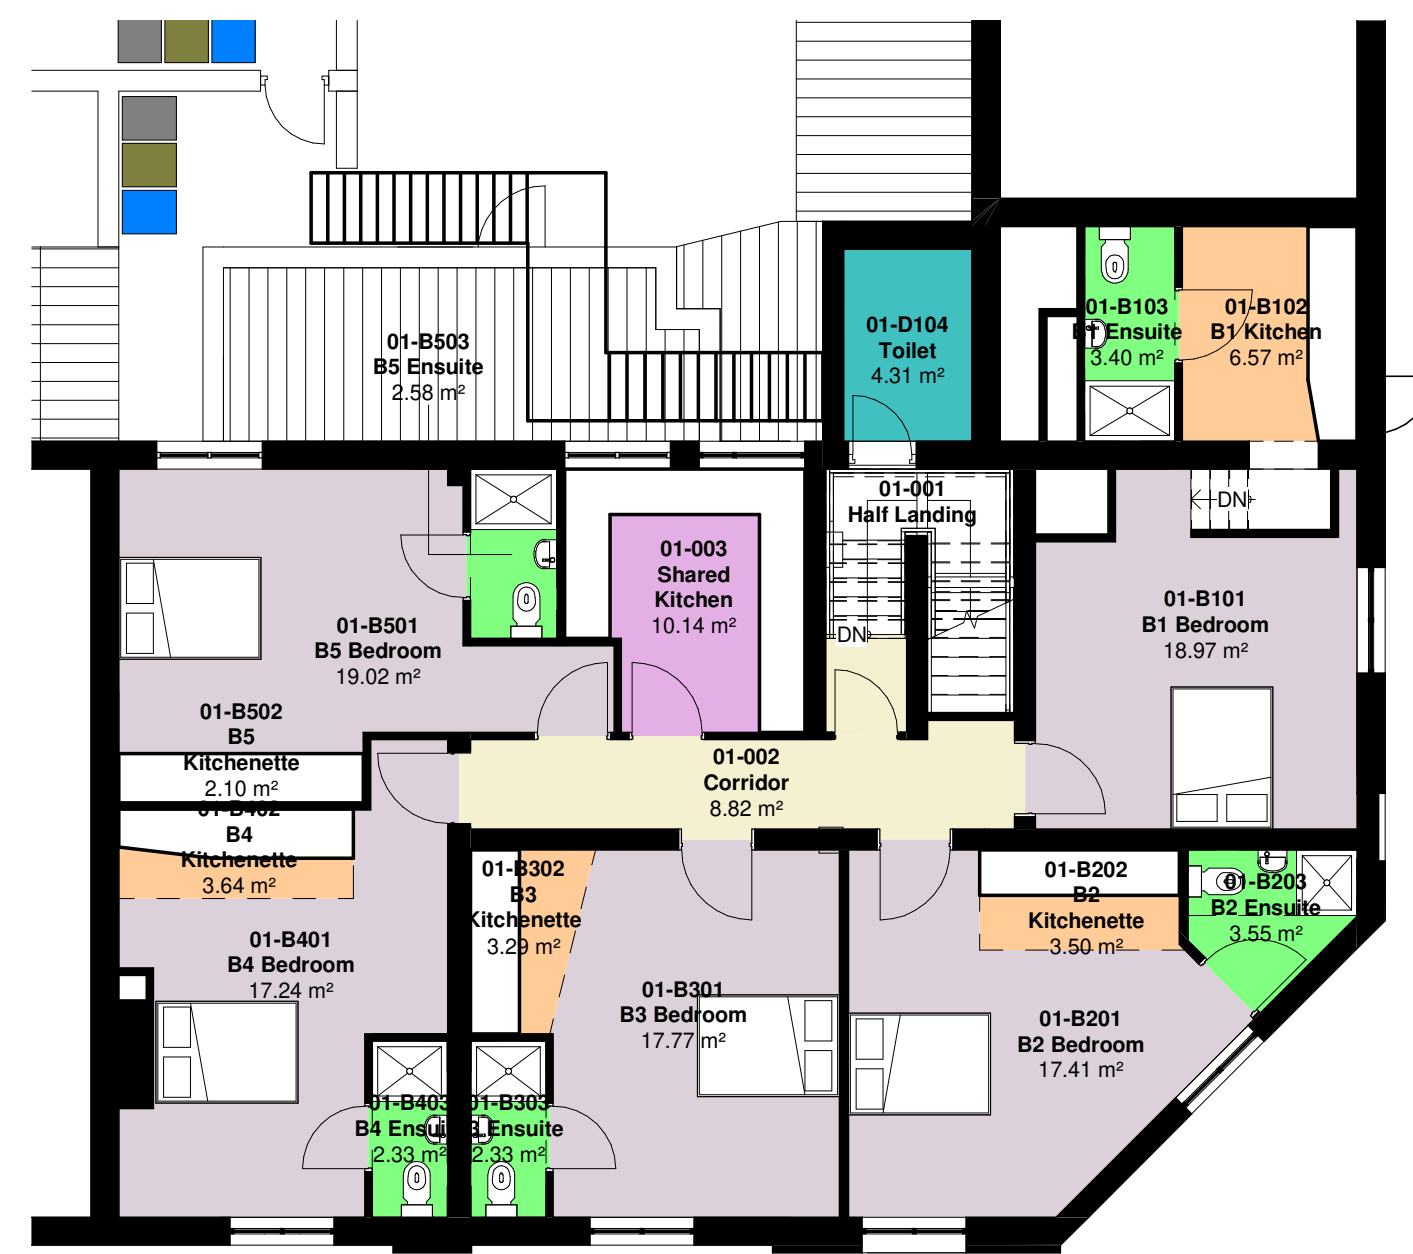 01-B503
B5 Ensuite
2.58 m²
01-D104
Toilet
4.31 m²
01-B103
B1 Ensuite
3.40 m²
01-B102
B1 Kitchen
6.57 m²
01-001
Half Landing
DN
DN
01-003
Shared
Kitchen
10.14 m²
01-B501
B5 Bedroom
19.02 m²
01-B101
B1 Bedroom
18.97 m²
01-B502
B5
Kitchenette
2.10 m²
01-002
Corridor
8.82 m²
01-B402
B4
Kitchenette
3.64 m²
01-B302
B3
Kitchenette
3.29 m²
01-B202
B2
Kitchenette
3.50 m²
01-B203
B2 Ensuite
3.55 m²
01-B401
B4 Bedroom
17.24 m²
01-B301
B3 Bedroom
17.77 m²
01-B201
B2 Bedroom
17.41 m²
01-B403
B4 Ensuite
2.33 m²
01-B303
B3 Ensuite
2.33 m²